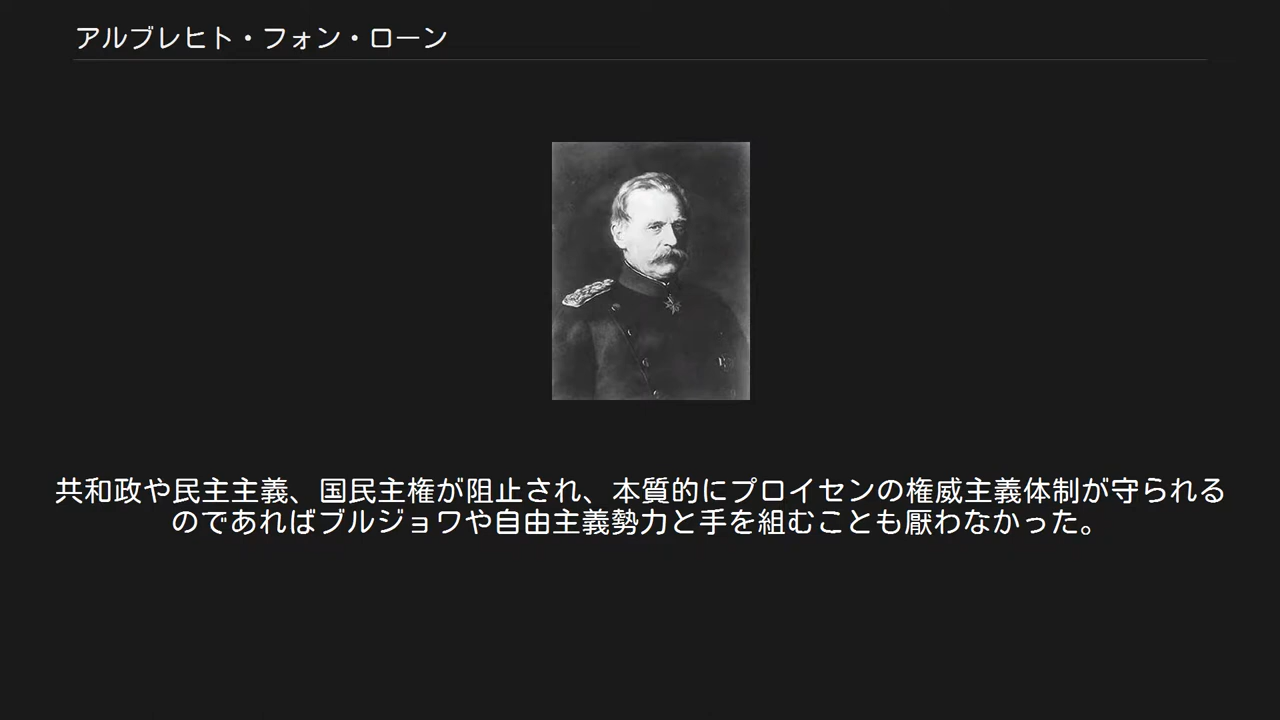 アルブレヒト・フォン・ローン
共和政や民主主義、国民主権が阻止され、本質的にプロイセンの権威主義体制が守られる
のであればブルジョワや自由主義勢力と手を組むことも厭わなかった。